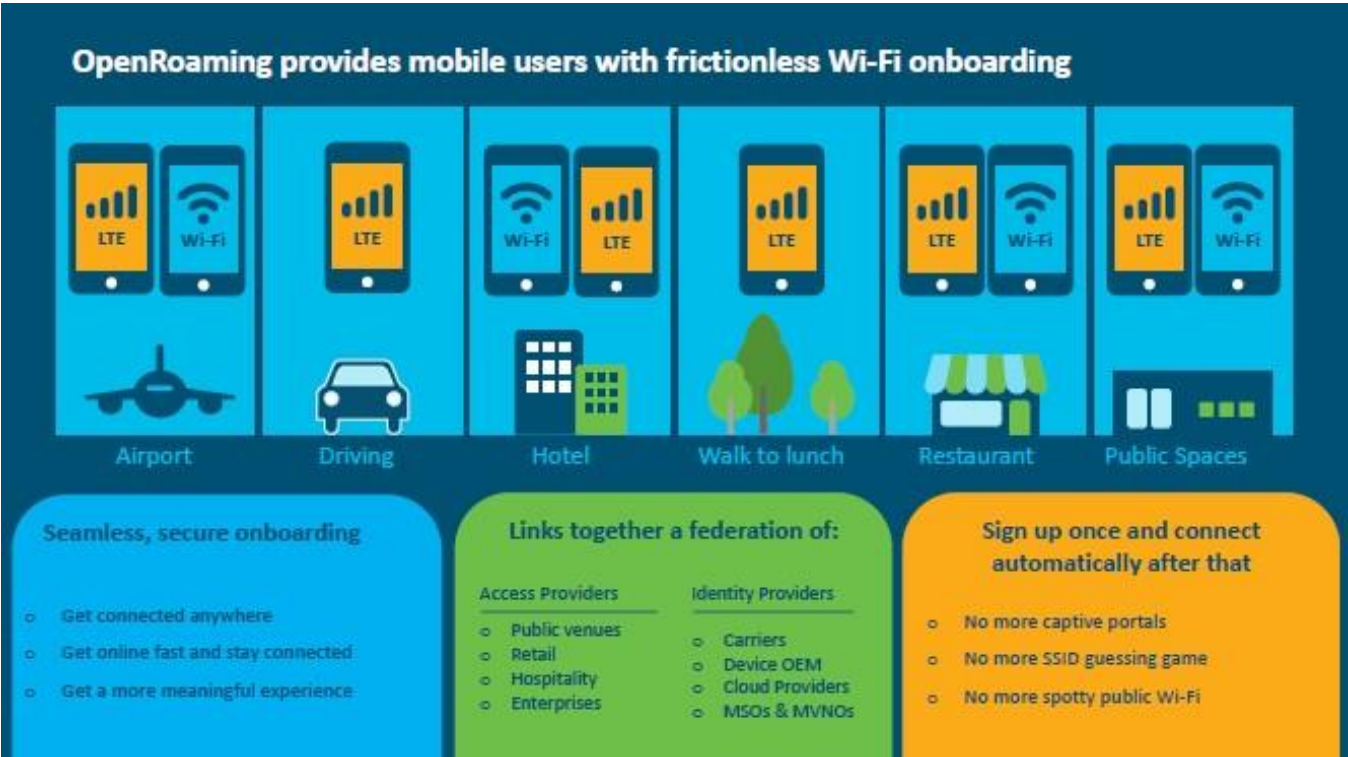 OpenRoaming provides mobile users with frictionless Wi-Fi onboarding
LTE
Wi-Fi
LTE
Wi-Fi
LTE
LTE
LTE
Wi-Fi
LTE
Wi-Fi
Airport
Driving
Hotel
Walk to lunch
Restaurant
Public Spaces
Seamless, secure onboarding
o Get connected anywhere
o Get online fast and stay connected
o Get a more meaningful experience
Links together a federation of:
Access Providers
o Public venues
o Retail
o Hospitality
o Enterprises
Identity Providers
o Carriers
o Device OEM
o Cloud Providers
o MSOs & MVNOs
Sign up once and connect
automatically after that
o No more captive portals
o No more SSID guessing game
o No more spotty public Wi-Fi